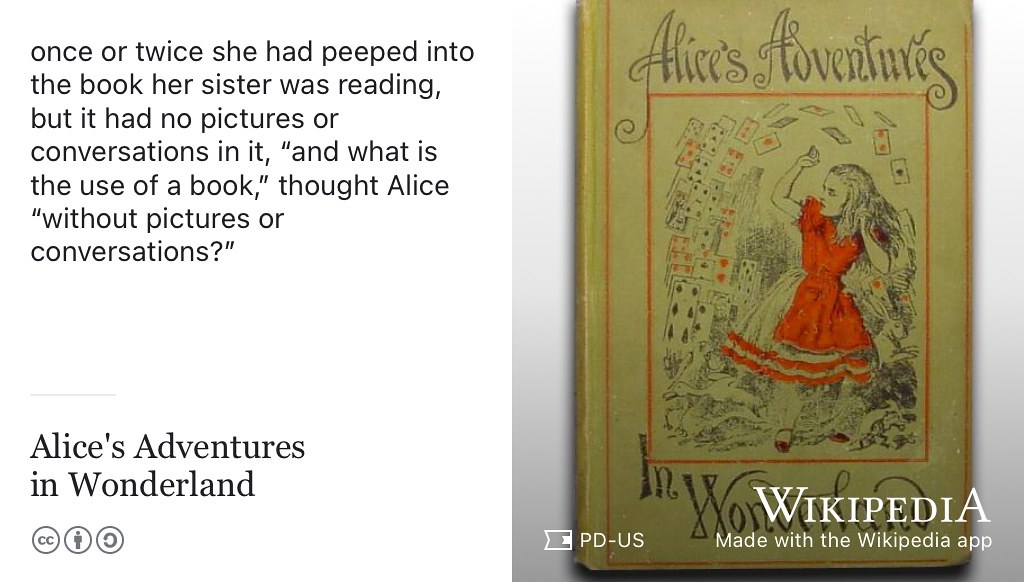 once or twice she had peeped into
the book her sister was reading,
but it had no pictures or
conversations in it, “and what is
the use of a book,” thought Alice
“without pictures or
conversations?”
Alice's Adventures
in Wonderland
cc
Alice's Adventures
In
Wonderland
WIKIPEDIA
PD-US
Made with the Wikipedia app